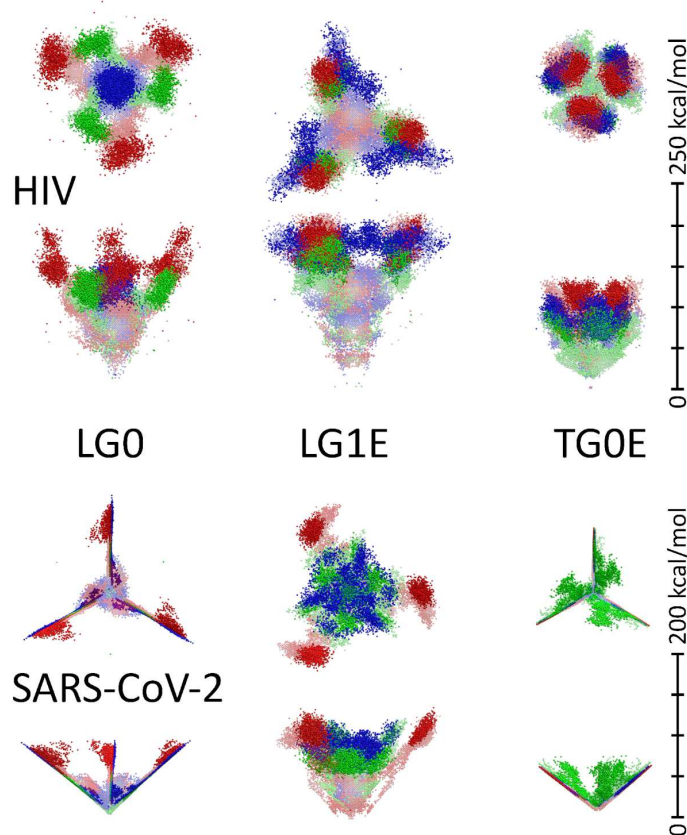 HIV
250 kcal/mol
0
LG0 LG1E TG0E
SARS-CoV-2
200 kcal/mol
0